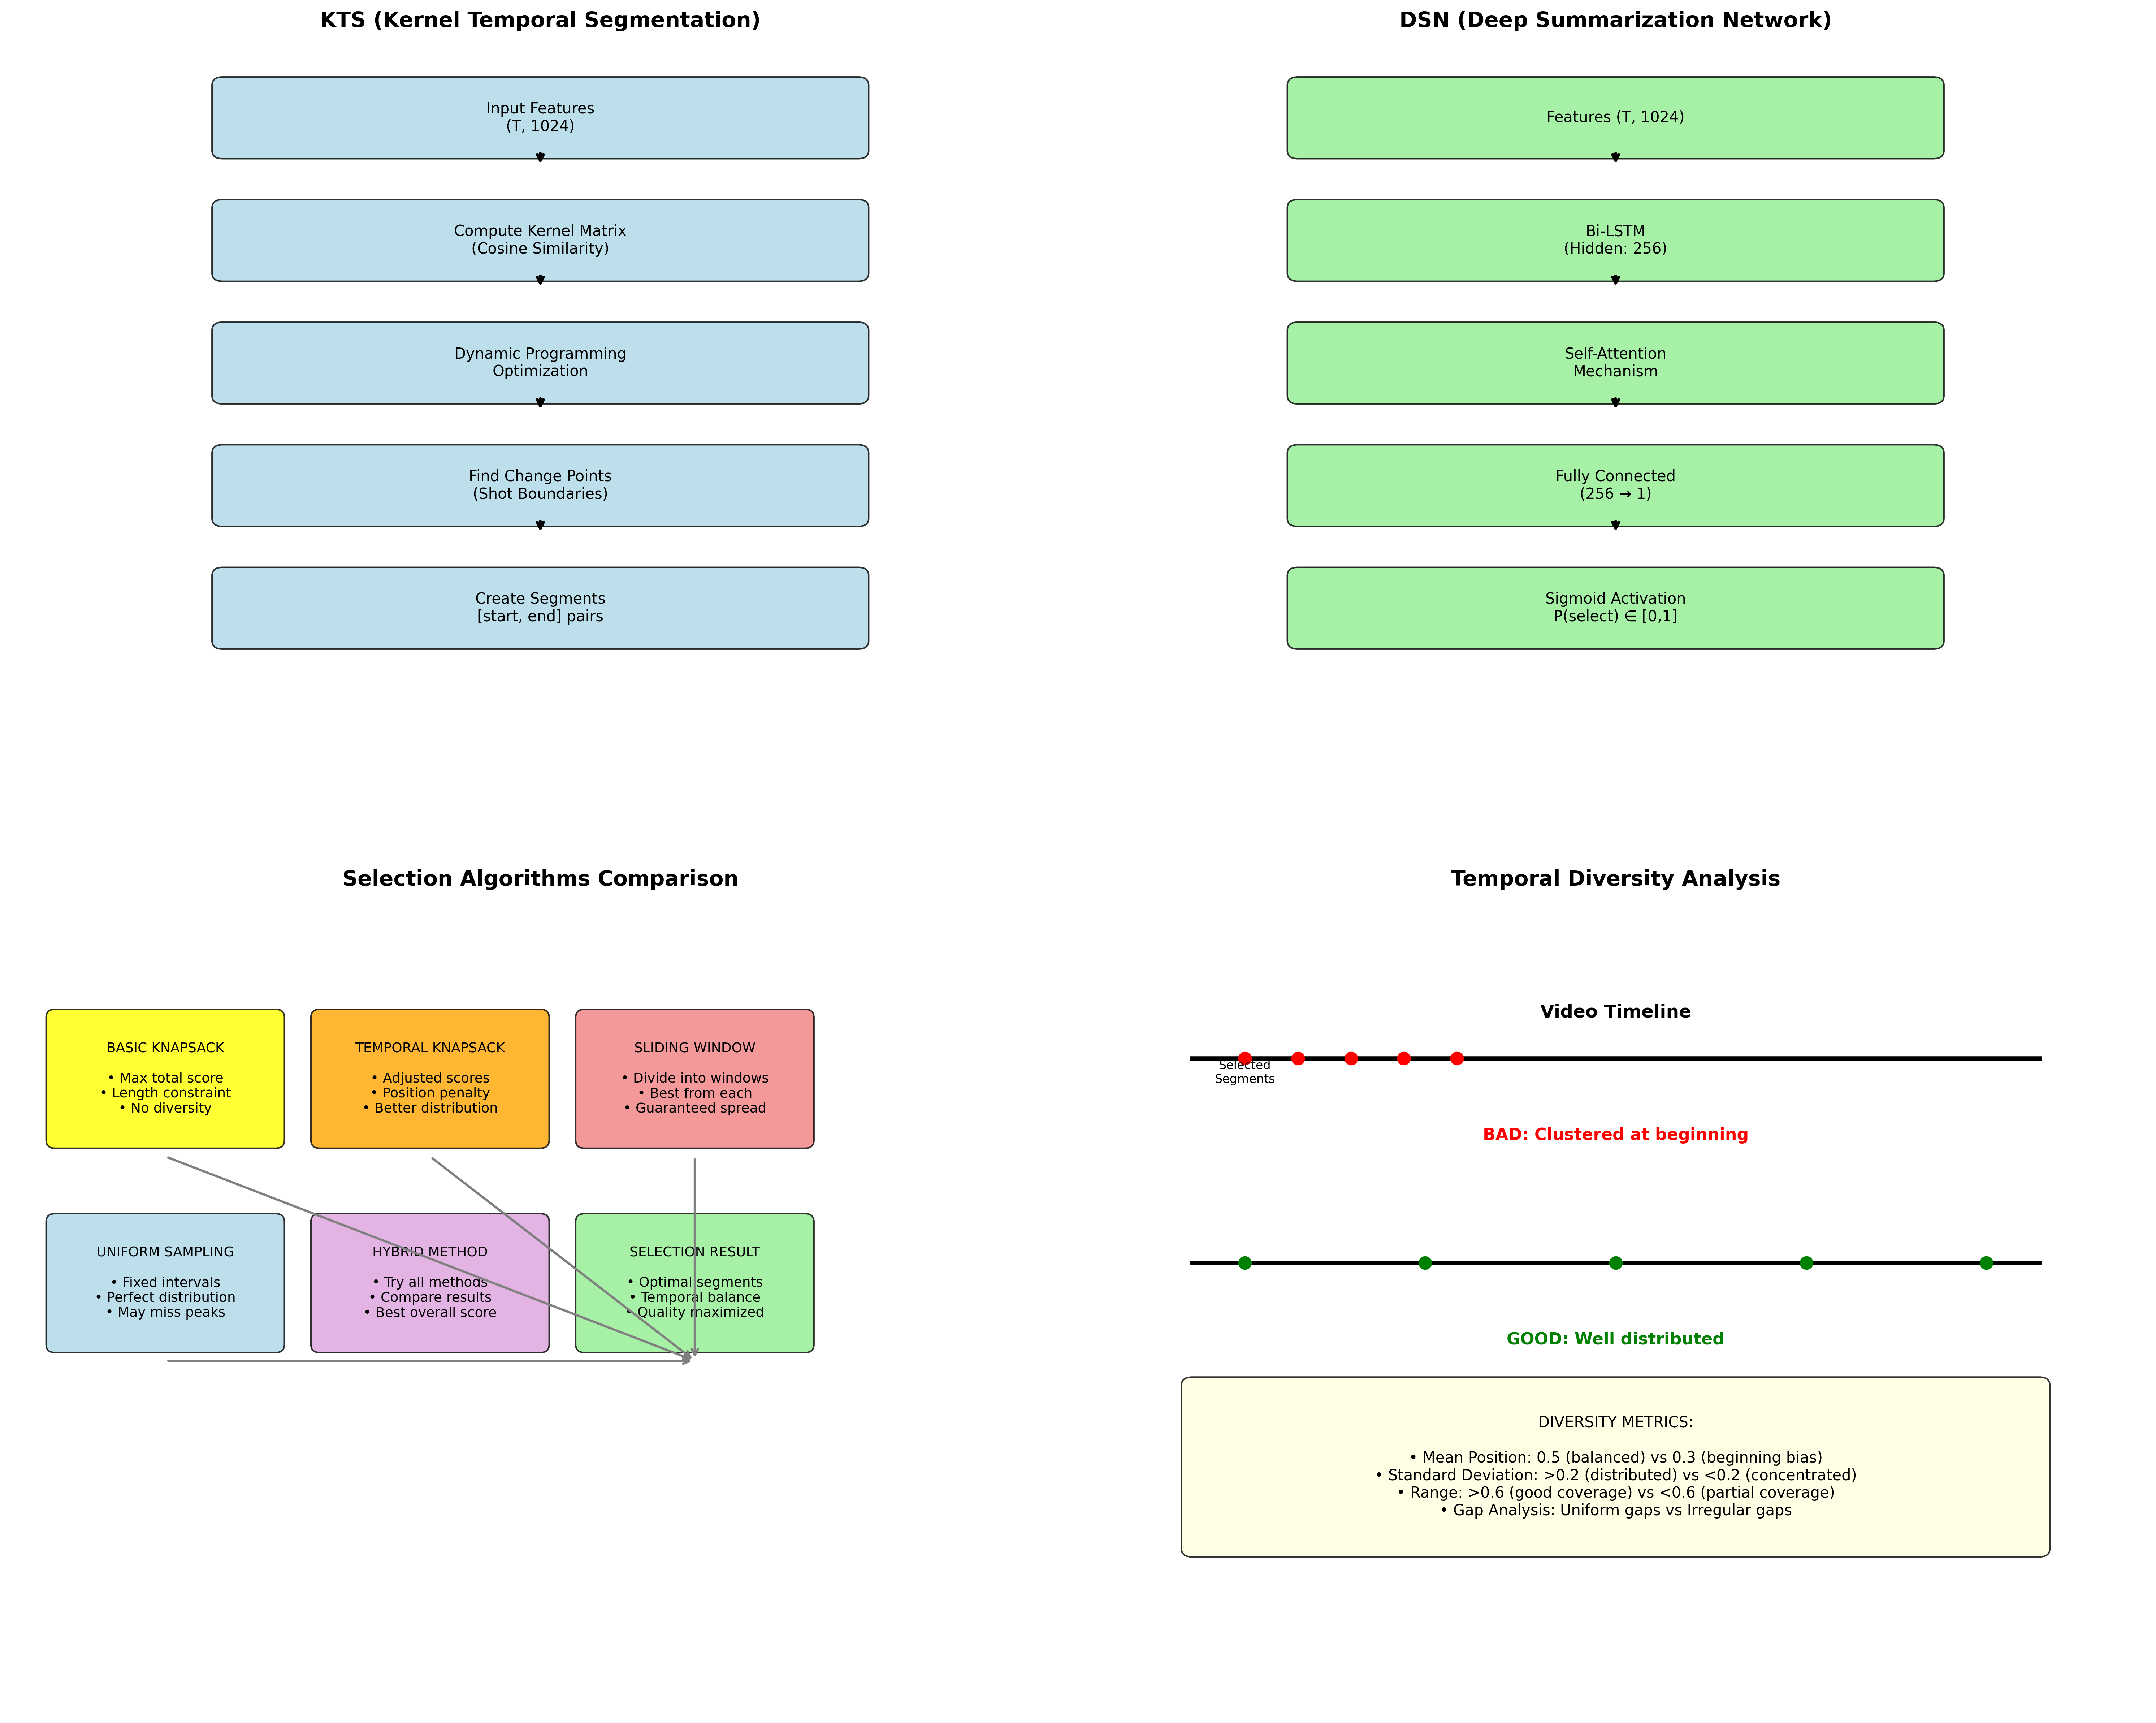 KTS (Kernel Temporal Segmentation)
Input Features
(T, 1024)
Compute Kernel Matrix
(Cosine Similarity)
Dynamic Programming
Optimization
Find Change Points
(Shot Boundaries)
Create Segments
[start, end] pairs
DSN (Deep Summarization Network)
Features (T, 1024)
Bi-LSTM
(Hidden: 256)
Self-Attention
Mechanism
Fully Connected
(256 → 1)
Sigmoid Activation
P(select) ∈ [0,1]
Selection Algorithms Comparison
BASIC KNAPSACK
• Max total score
• Length constraint
• No diversity
TEMPORAL KNAPSACK
• Adjusted scores
• Position penalty
• Better distribution
SLIDING WINDOW
• Divide into windows
• Best from each
• Guaranteed spread
UNIFORM SAMPLING
• Fixed intervals
• Perfect distribution
• May miss peaks
HYBRID METHOD
• Try all methods
• Compare results
• Best overall score
SELECTION RESULT
• Optimal segments
• Temporal balance
• Quality maximized
Temporal Diversity Analysis
Video Timeline
Selected
Segments
BAD: Clustered at beginning
GOOD: Well distributed
DIVERSITY METRICS:
• Mean Position: 0.5 (balanced) vs 0.3 (beginning bias)
• Standard Deviation: >0.2 (distributed) vs <0.2 (concentrated)
• Range: >0.6 (good coverage) vs <0.6 (partial coverage)
• Gap Analysis: Uniform gaps vs Irregular gaps